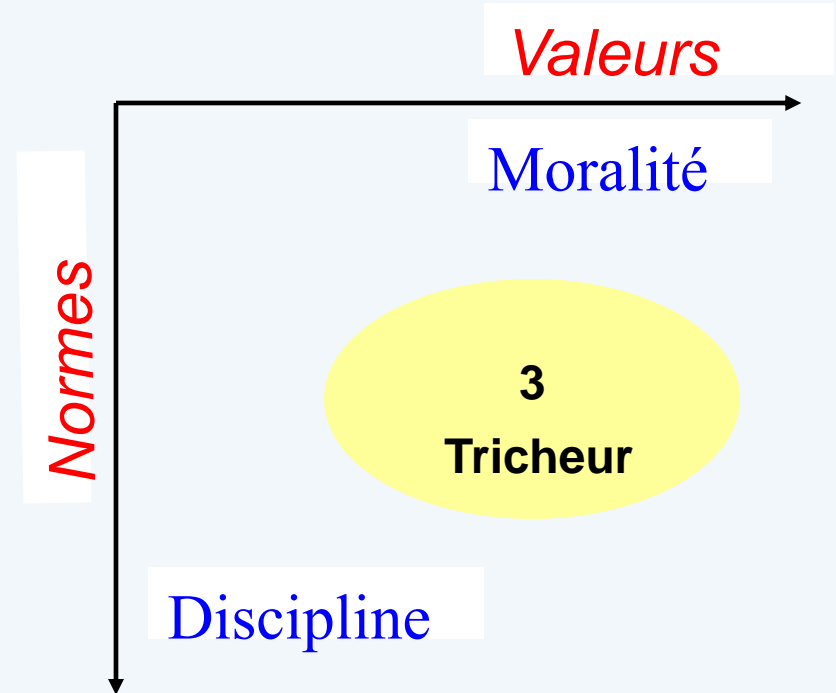 Valeurs
Moralité
Normes
3
Tricheur
Discipline